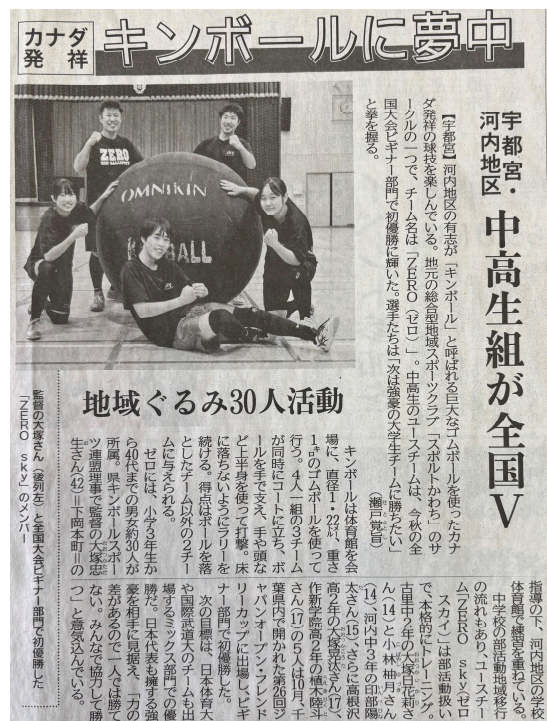 カナダ
発祥
キンボールに夢中
宇都宮・
河内地区
中高生組が全国V
【宇都宮】河内地区の有志が「キンボール」と呼ばれる巨大なゴムボールを使ったカナ
ダ発祥の球技を楽しんでいる。地元の総合型地域スポーツクラブ「スポルトかわち」のサ
ークルの一つで、チーム名は「ZERO(ゼロ)」。中高生のユースチームは、今秋の全
国大会ビギナー部門で初優勝に輝いた。選手たちは「次は強豪の大学生チームに勝ちたい」
と拳を握る。
(瀬戸覚旨)
ZERO
OMNIKIN
BALL
地域ぐるみ30人活動
キンボールは体育館を会
場に、直径1・22㍍、重さ
1㌔のゴムボールを使って
行う。4人一組の3チーム
が同時にコートに立ち、ボ
ールを手で支え、手や頭な
ど上半身を使って打撃。床
に落ちないようにラリーを
続ける。得点はボールを落
としたチーム以外の2チー
ムに与えられる。
ゼロには、小学3年生か
ら40代までの男女約30人が
所属。県キンボールスポー
ツ連盟理事で監督の大塚忠
生さん(42)=下岡本町=の
指導の下、河内地区の学校
体育館で練習を重ねている。
中学校の部活動地域移行
の流れもあり、ユースチー
ム「ZERO sky(ゼロ
スカイ)」は部活動扱い
で、本格的にトレーニング。
古里中2年の大塚一花莉さ
ん(14)と小林柚月さん
(14)、河内中3年の印部陽
太さん(15)、さらに高根沢
高2年の大塚晃沢さん(17)、
作新学院高2年の植木陸斗
さん(17)の5人は10月、千
葉県内で開かれた第26回ジ
ャパンオープン・フレンド
リーカップに出場し、ビギ
ナー部門で初優勝した。
次の目標は、日本体育大
や国際武道大のチームも出
場するミックス部門での優
勝だ。日本代表も擁する強
豪を相手に見据え、「力の
差があるので一人では勝て
ない。みんなで協力して勝
つ」と意気込んでいる。
監督の大塚さん(後列左)と全国大会ビギナー部門で初優勝した
「ZERO sky」のメンバー